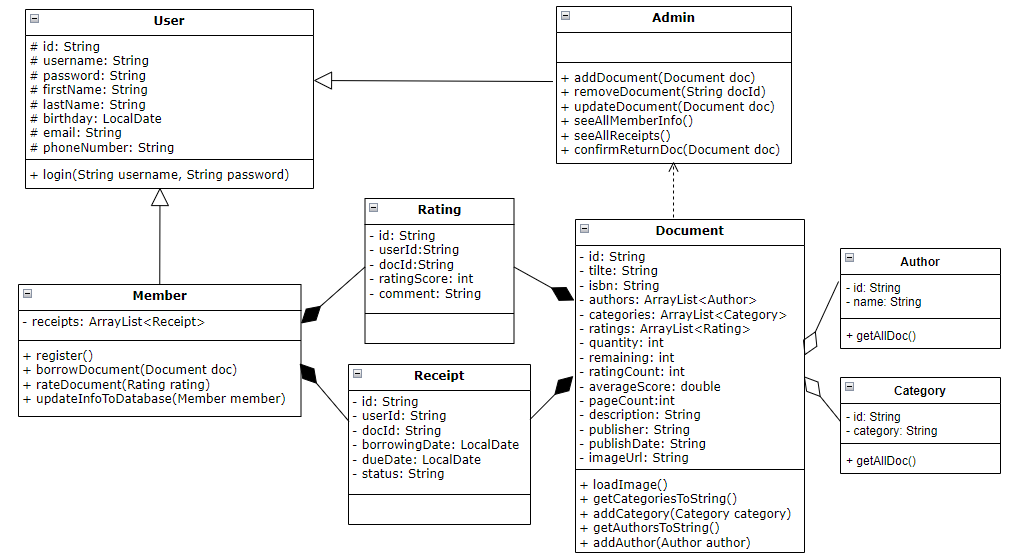 User
# id: String
# username: String
# password: String
# firstName: String
# lastName: String
# birthday: LocalDate
# email: String
# phoneNumber: String
+ login(String username, String password)
Admin
+ addDocument(Document doc)
+ removeDocument(String docId)
+ updateDocument(Document doc)
+ seeAllMemberInfo()
+ seeAllReceipts()
+ confirmReturnDoc(Document doc)
Rating
- id: String
- userId:String
- docId:String
- ratingScore: int
- comment: String
Member
- receipts: ArrayList<Receipt>
+ register()
+ borrowDocument(Document doc)
+ rateDocument(Rating rating)
+ updateInfoToDatabase(Member member)
Receipt
- id: String
- userId: String
- docId: String
- borrowingDate: LocalDate
- dueDate: LocalDate
- status: String
Document
- id: String
- tilte: String
- isbn: String
- authors: ArrayList<Author>
- categories: ArrayList<Category>
- ratings: ArrayList<Rating>
- quantity: int
- remaining: int
- ratingCount: int
- averageScore: double
- pageCount:int
- description: String
- publisher: String
- publishDate: String
- imageUrl: String
+ loadImage()
+ getCategoriesToString()
+ addCategory(Category category)
+ getAuthorsToString()
+ addAuthor(Author author)
Author
- id: String
- name: String
+ getAllDoc()
Category
- id: String
- category: String
+ getAllDoc()